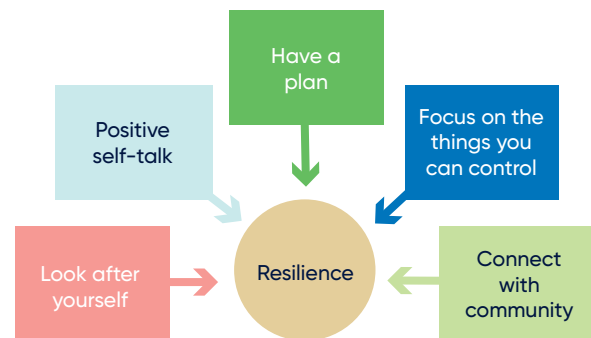 Have a
plan
Positive
self-talk
Focus on the
things you
can control
Look after
yourself
Resilience
Connect
with
community